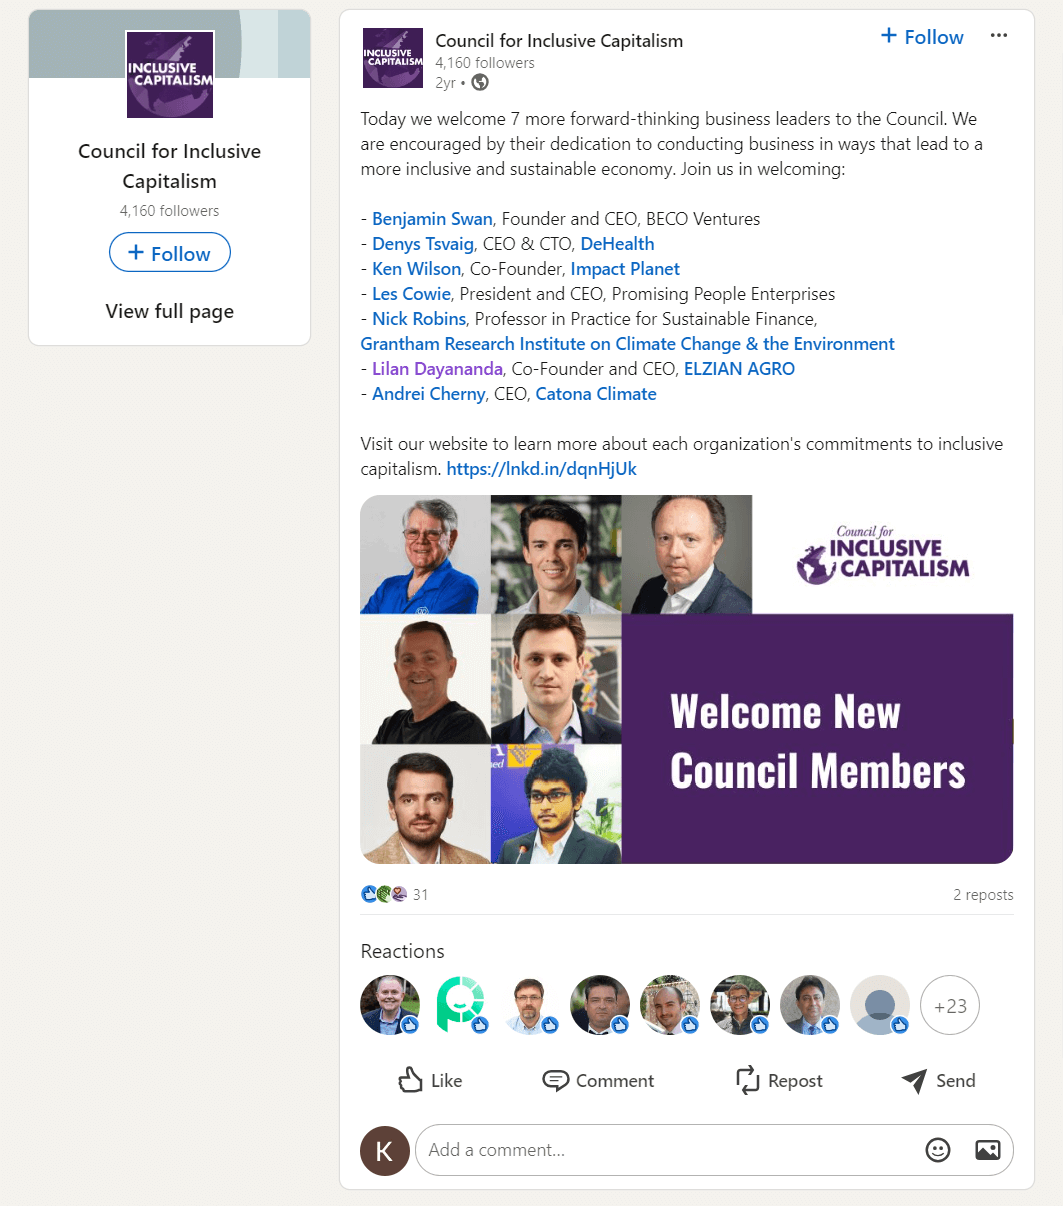 INCLUSIVE
CAPITALISM
Council for Inclusive
Capitalism
4,160 followers
+ Follow
View full page
INCLUSIVE
CAPITALISM
Council for Inclusive Capitalism
4,160 followers
2yr •
+ Follow
Today we welcome 7 more forward-thinking business leaders to the Council. We
are encouraged by their dedication to conducting business in ways that lead to a
more inclusive and sustainable economy. Join us in welcoming:
- Benjamin Swan, Founder and CEO, BECO Ventures
- Denys Tsvaig, CEO & CTO, DeHealth
- Ken Wilson, Co-Founder, Impact Planet
- Les Cowie, President and CEO, Promising People Enterprises
- Nick Robins, Professor in Practice for Sustainable Finance,
Grantham Research Institute on Climate Change & the Environment
- Lilan Dayananda, Co-Founder and CEO, ELZIAN AGRO
- Andrei Cherny, CEO, Catona Climate
Visit our website to learn more about each organization's commitments to inclusive
capitalism. https://lnkd.in/dqnHjUk
Council for
INCLUSIVE
CAPITALISM
Welcome New
Council Members
31
2 reposts
Reactions
+23
Like
Comment
Repost
Send
K
Add a comment...